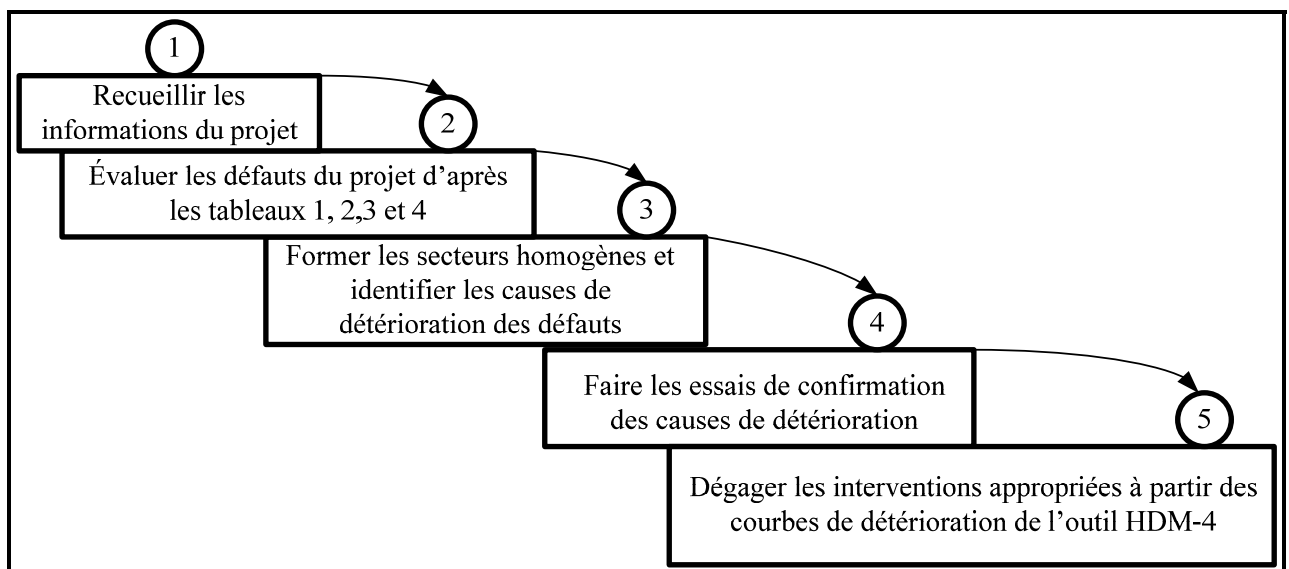 1
Recueillir les
informations du projet
2
Évaluer les défauts du projet d’après
les tableaux 1, 2,3 et 4
3
Former les secteurs homogènes et
identifier les causes de
détérioration des défauts
4
Faire les essais de confirmation
des causes de détérioration
5
Dégager les interventions appropriées à partir des
courbes de détérioration de l’outil HDM-4